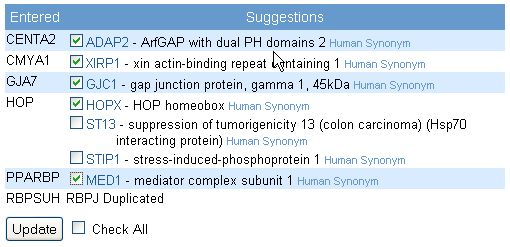 Entered Suggestions
CENTA2 ADAP2 - ArfGAP with dual PH domains 2 Human Synonym
CMYA1 XIRP1 - xin actin-binding repeat containing 1 Human Synonym
GJA7 GJC1 - gap junction protein, gamma 1, 45kDa Human Synonym
HOP HOPX - HOP homeobox Human Synonym
ST13 - suppression of tumorigenicity 13 (colon carcinoma) (Hsp70
interacting protein) Human Synonym
STIP1 - stress-induced-phosphoprotein 1 Human Synonym
PPARBP MED1 - mediator complex subunit 1 Human Synonym
RBPSUH RBPJ Duplicated
Update Check All